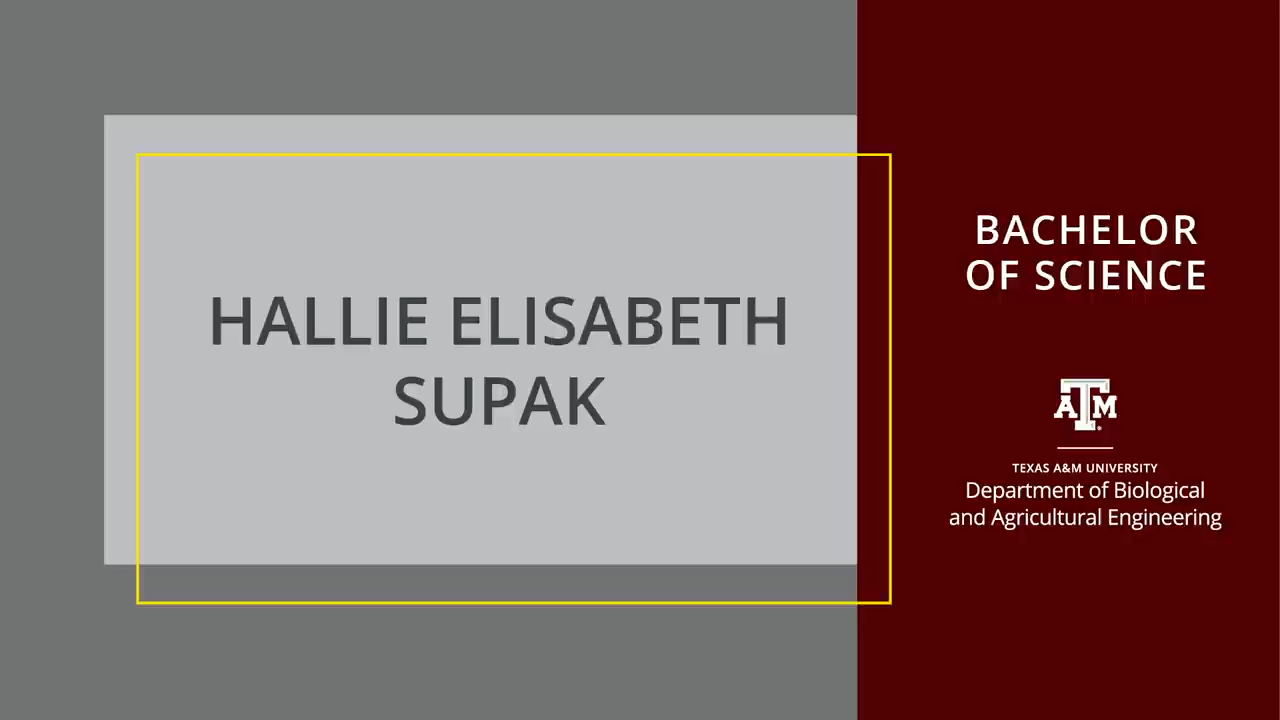 HALLIE ELISABETH
SUPAK
BACHELOR
OF SCIENCE
ATM
TEXAS A&M UNIVERSITY
Department of Biological
and Agricultural Engineering